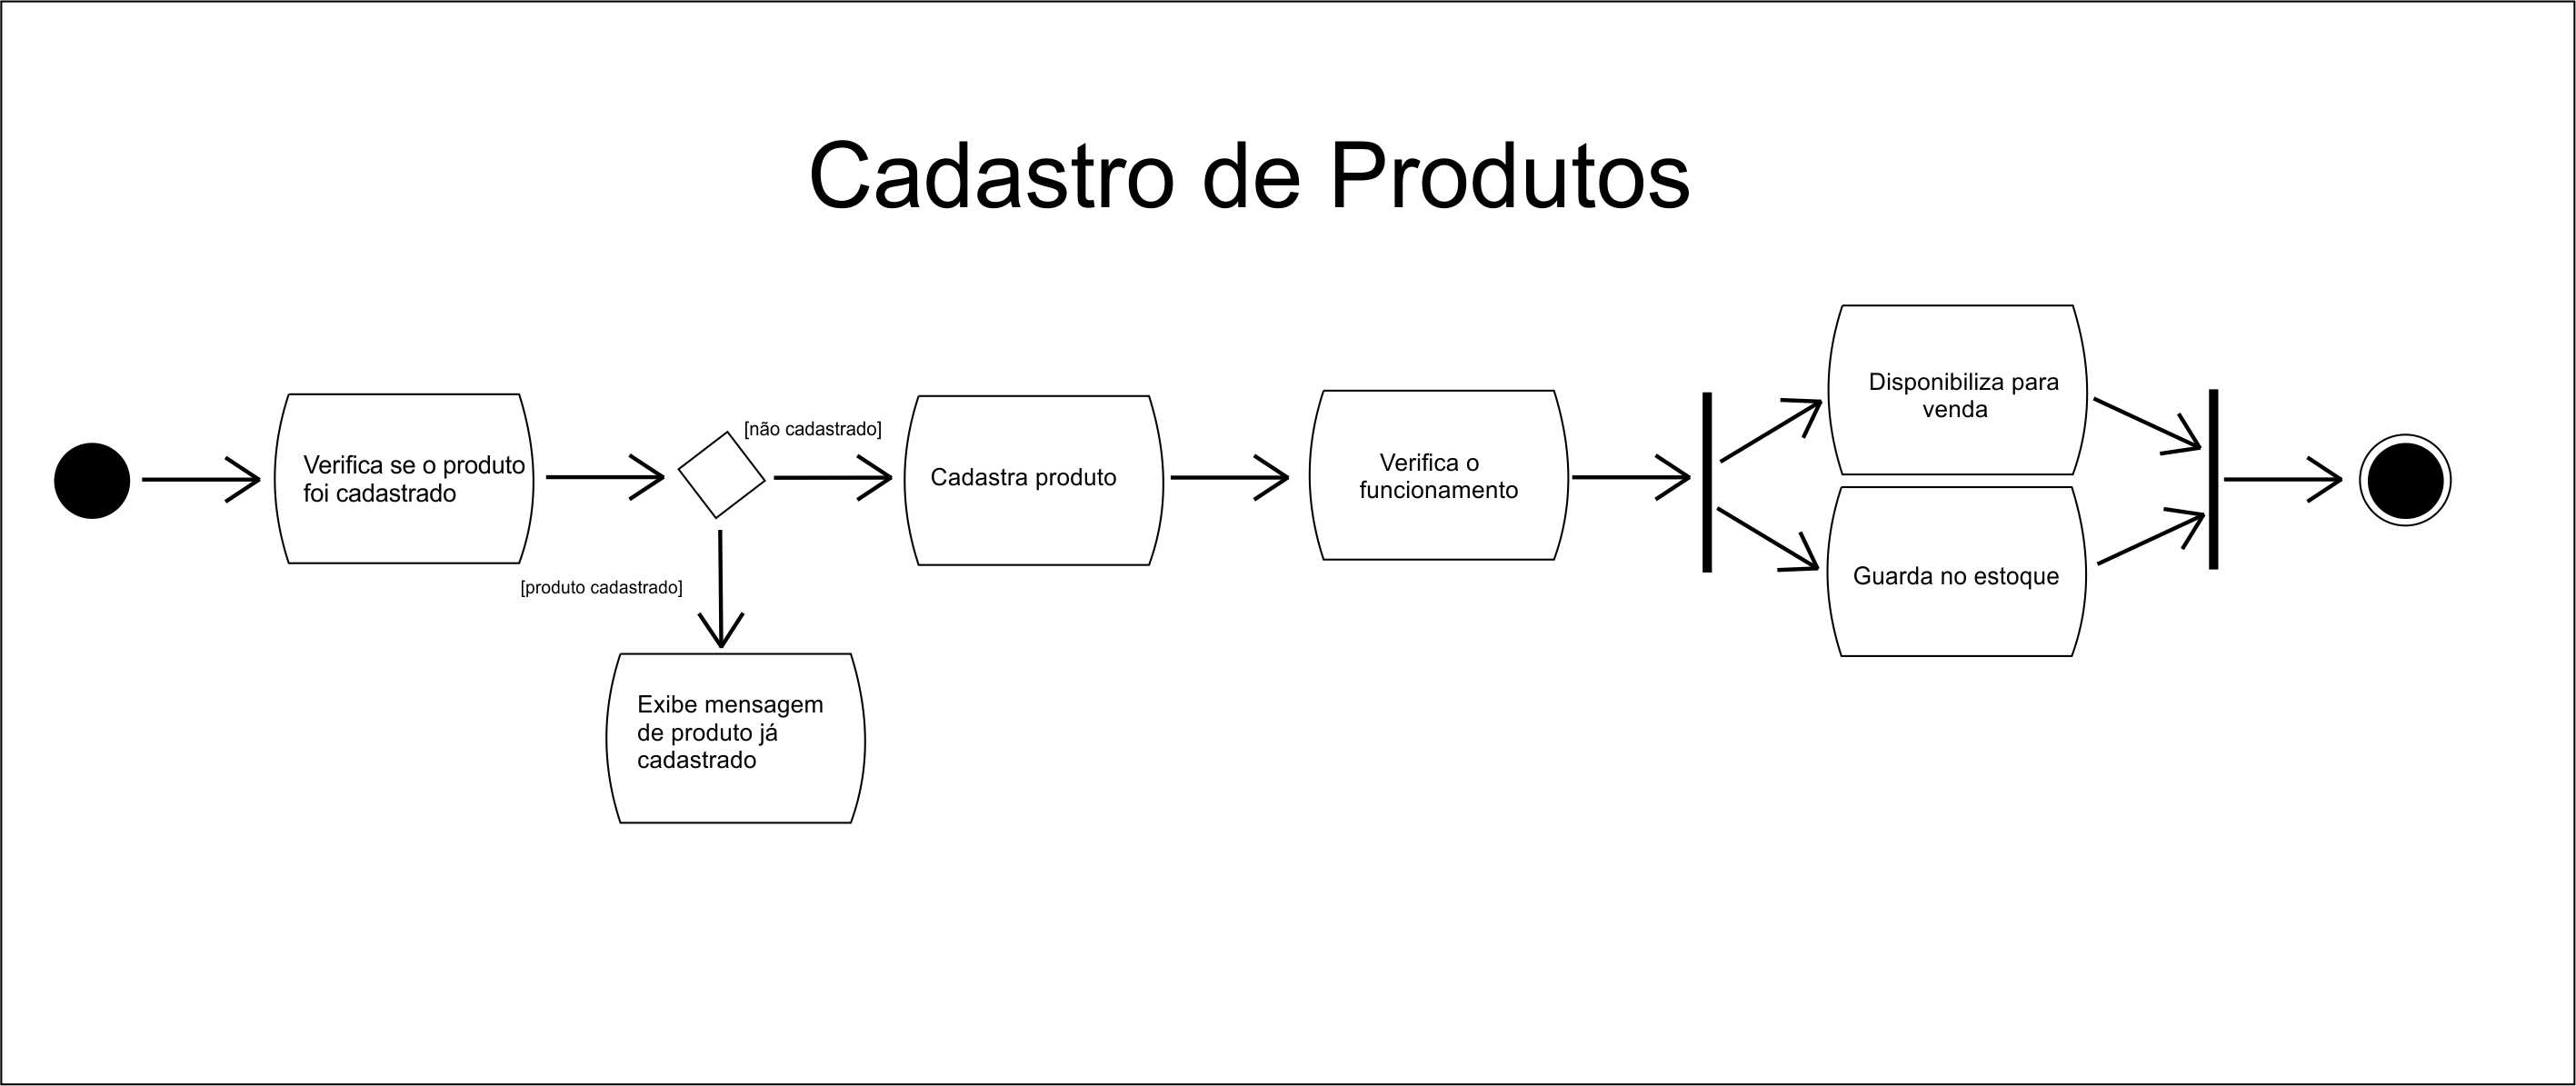 Cadastro de Produtos
Verifica se o produto
foi cadastrado
[não cadastrado]
[produto cadastrado]
Exibe mensagem
de produto já
cadastrado
Cadastra produto
Verifica o
funcionamento
Disponibiliza para
venda
Guarda no estoque